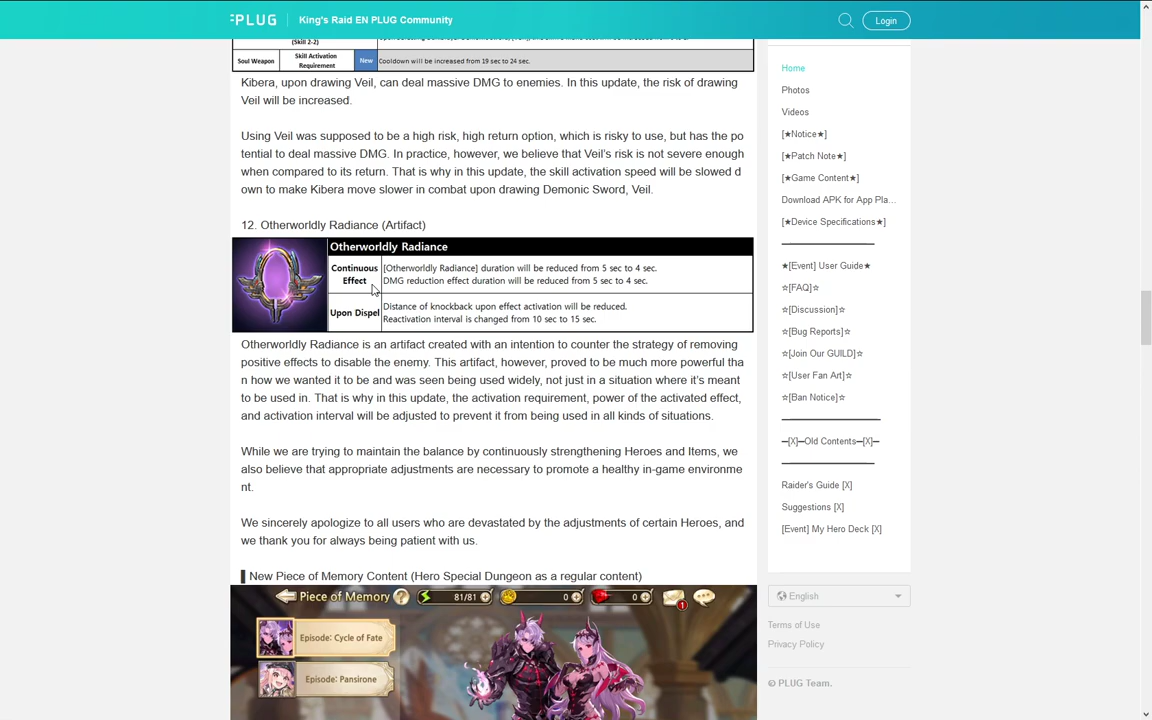 PLUG
King's Raid EN PLUG Community
Login
(Skill 2-2)
Soul Weapon
Skill Activation
Requirement
New
Cooldown will be increased from 19 sec to 24 sec.
Kibera, upon drawing Veil, can deal massive DMG to enemies. In this update, the risk of drawing
Veil will be increased.
Using Veil was supposed to be a high risk, high return option, which is risky to use, but has the po
tential to deal massive DMG. In practice, however, we believe that Veil's risk is not severe enough
when compared to its return. That is why in this update, the skill activation speed will be slowed d
own to make Kibera move slower in combat upon drawing Demonic Sword, Veil.
12. Otherworldly Radiance (Artifact)
Otherworldly Radiance
Continuous
Effect
[Otherworldly Radiance] duration will be reduced from 5 sec to 4 sec.
DMG reduction effect duration will be reduced from 5 sec to 4 sec.
Upon Dispel
Distance of knockback upon effect activation will be reduced.
Reactivation interval is changed from 10 sec to 15 sec.
Otherworldly Radiance is an artifact created with an intention to counter the strategy of removing
positive effects to disable the enemy. This artifact, however, proved to be much more powerful tha
n how we wanted it to be and was seen being used widely, not just in a situation where it's meant
to be used in. That is why in this update, the activation requirement, power of the activated effect,
and activation interval will be adjusted to prevent it from being used in all kinds of situations.
While we are trying to maintain the balance by continuously strengthening Heroes and Items, we
also believe that appropriate adjustments are necessary to promote a healthy in-game environme
nt.
We sincerely apologize to all users who are devastated by the adjustments of certain Heroes, and
we thank you for always being patient with us.
▌New Piece of Memory Content (Hero Special Dungeon as a regular content)
Piece of Memory
?
81/81
0
0
1
Episode: Cycle of Fate
Episode: Pansirone
Home
Photos
Videos
[★Notice★]
[★Patch Note★]
[★Game Content★]
Download APK for App Pla...
[★Device Specifications★]
★[Event] User Guide★
☆[FAQ]☆
☆[Discussion]☆
☆[Bug Reports]☆
☆[Join Our GUILD]☆
☆[User Fan Art]☆
☆[Ban Notice]☆
━[X]━Old Contents━[X]━
Raider's Guide [X]
Suggestions [X]
[Event] My Hero Deck [X]
English
Terms of Use
Privacy Policy
© PLUG Team.